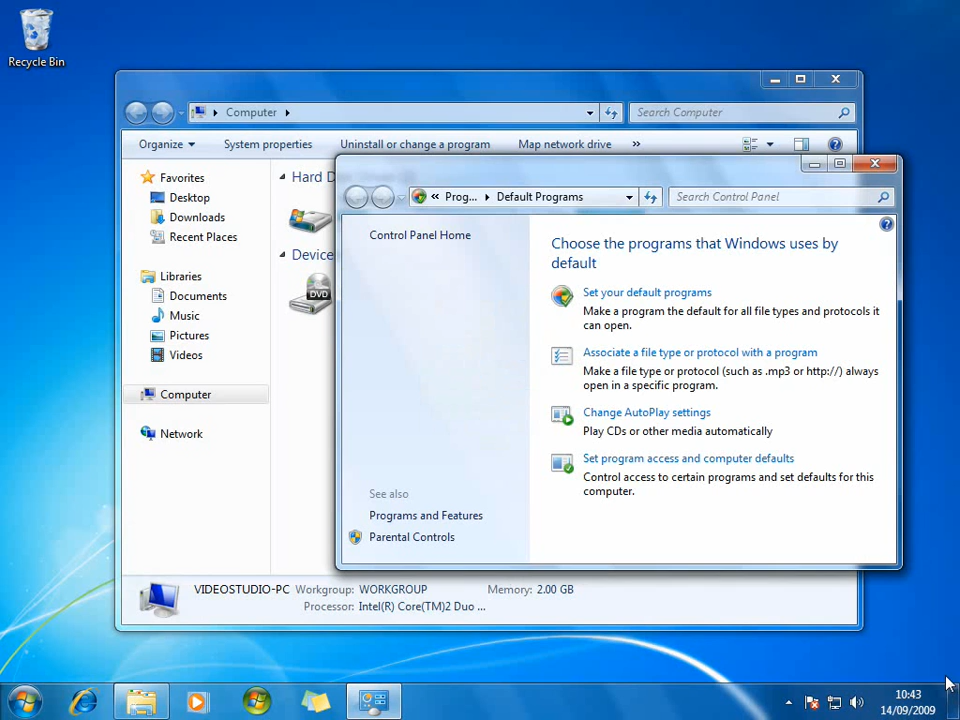 Recycle Bin
Computer
Search Computer
Organize
System properties
Uninstall or change a program
Map network drive
»
Favorites
Desktop
Downloads
Recent Places
Libraries
Documents
Music
Pictures
Videos
Computer
Network
Hard D
Device
DVD
« Prog...
Default Programs
Search Control Panel
Control Panel Home
Choose the programs that Windows uses by
default
Set your default programs
Make a program the default for all file types and protocols it
can open.
Associate a file type or protocol with a program
Make a file type or protocol (such as .mp3 or http://) always
open in a specific program.
Change AutoPlay settings
Play CDs or other media automatically
Set program access and computer defaults
Control access to certain programs and set defaults for this
computer.
See also
Programs and Features
Parental Controls
VIDEOSTUDIO-PC Workgroup: WORKGROUP Memory: 2.00 GB
Processor: Intel(R) Core(TM)2 Duo ...
10:43
14/09/2009